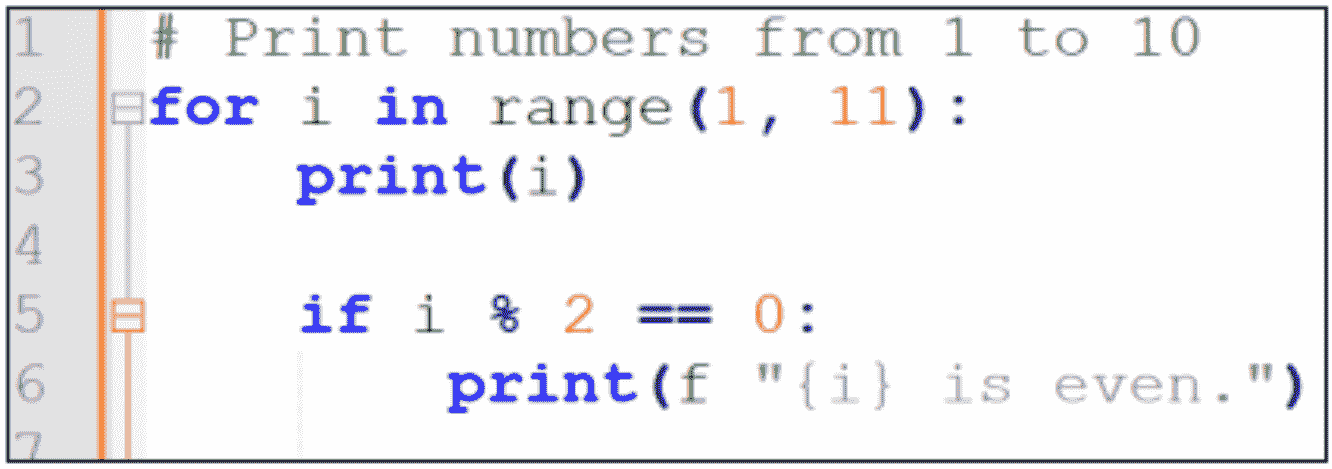 1 # Print numbers from 1 to 10
2 for i in range(1, 11):
3 print(i)
4
5 if i % 2 == 0:
6 print(f "{i} is even.")
7